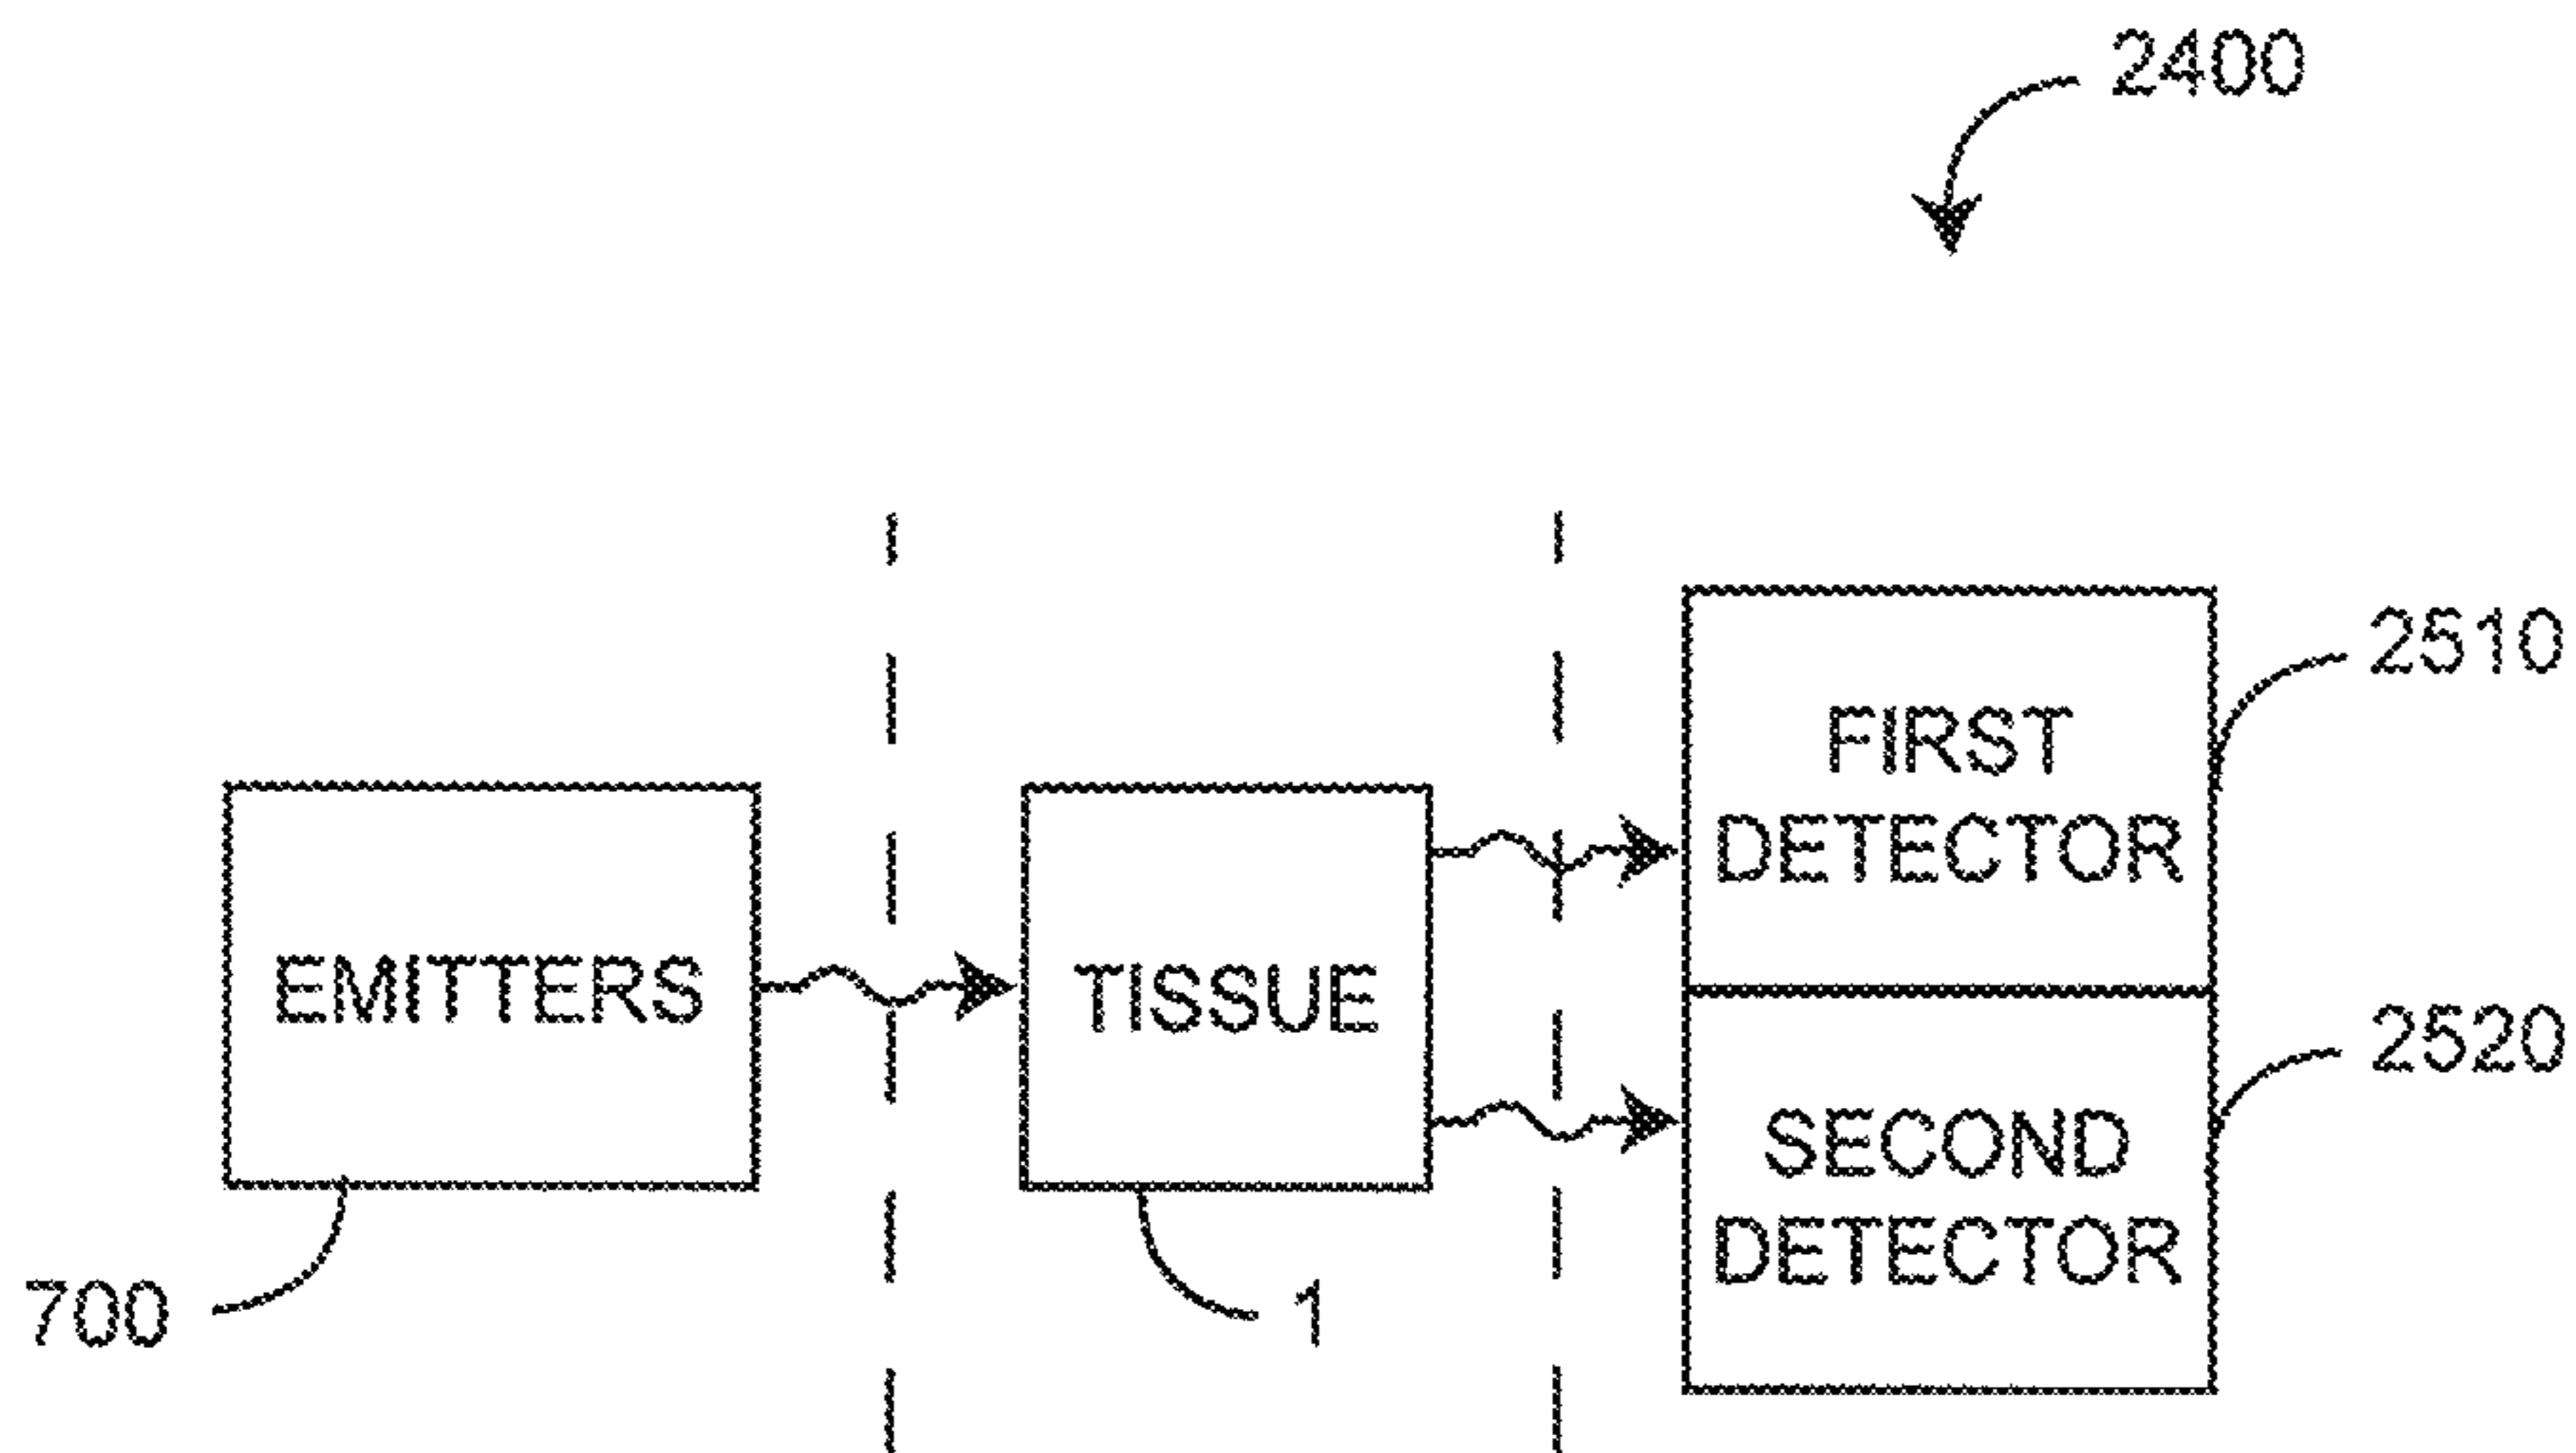 2400
2510
FIRST
DETECTOR
EMITTERS
TISSUE
2520
SECOND
DETECTOR
700
1